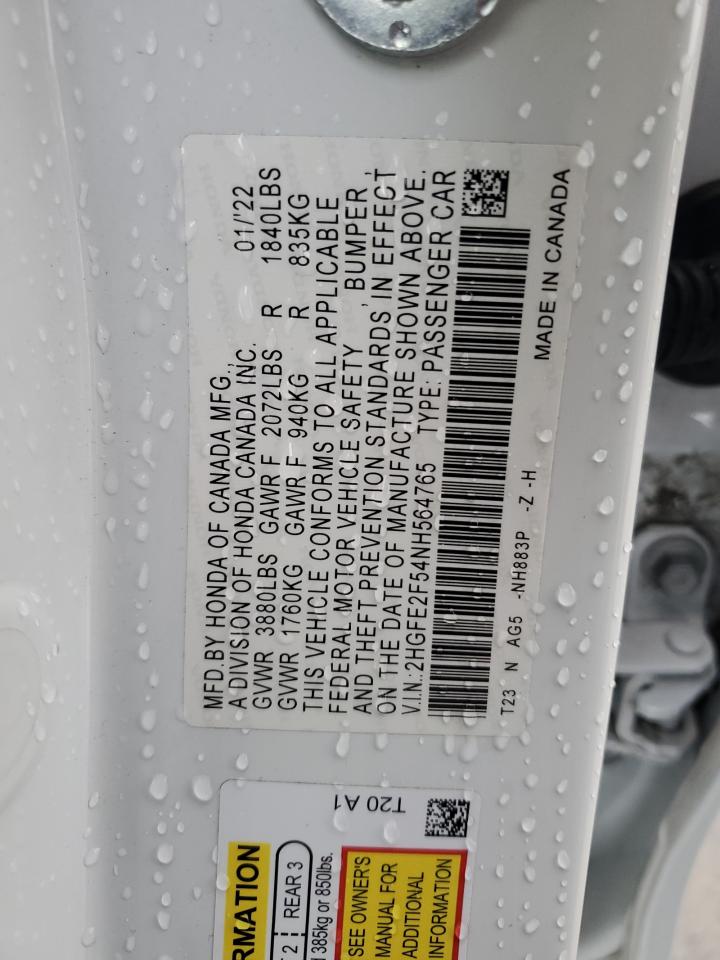 MFD.BY HONDA OF CANADA MFG., 01/'22
A DIVISION OF HONDA CANADA INC.
GVWR 3880LBS GAWR F 2072LBS R 1840LBS
GVWR 1760KG GAWR F 940KG R 835KG
THIS VEHICLE CONFORMS TO ALL APPLICABLE
FEDERAL MOTOR VEHICLE SAFETY, BUMPER,
AND THEFT PREVENTION STANDARDS IN EFFECT
ON THE DATE OF MANUFACTURE SHOWN ABOVE.
V.I.N.:2HGFE2F54NH564765 TYPE: PASSENGER CAR
T23 N AG5 -NH883P -Z -H
MADE IN CANADA
T20 A1
REAR 3
385kg or 850lbs.
SEE OWNER'S
MANUAL FOR
ADDITIONAL
INFORMATION